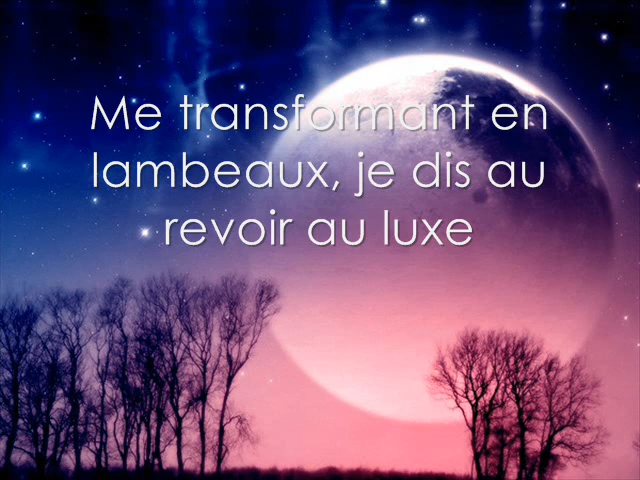 Me transformant en
lambeaux, je dis au
revoir au luxe